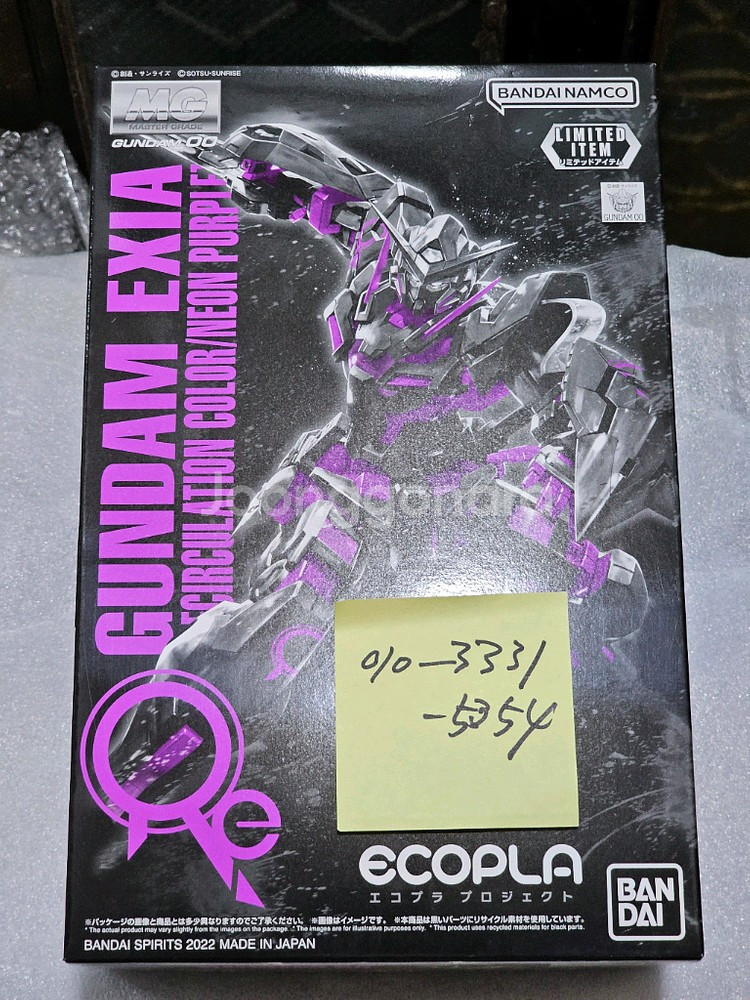 ©創通・サンライズ ©SOTSU・SUNRISE
MG
MASTER GRADE
GUNDAM 00
BANDAI NAMCO
LIMITED
ITEM
リミテッドアイテム
GUNDAM 00
GUNDAM EXIA
RECIRCULATION COLOR/NEON PURPLE
Joonggonara
010-3331
-5354
e
ECOPLA
エコプラ プロジェクト
BAN
DAI
※パッケージの画像と商品とは多少異なりますのでご了承ください。 ※画像はイメージです。 ※本商品は黒いパーツにリサイクル素材を使用しています。
* The actual product may vary slightly from the images on the package. * The images are for illustrative purposes only. * This product uses recycled materials for black parts.
BANDAI SPIRITS 2022 MADE IN JAPAN